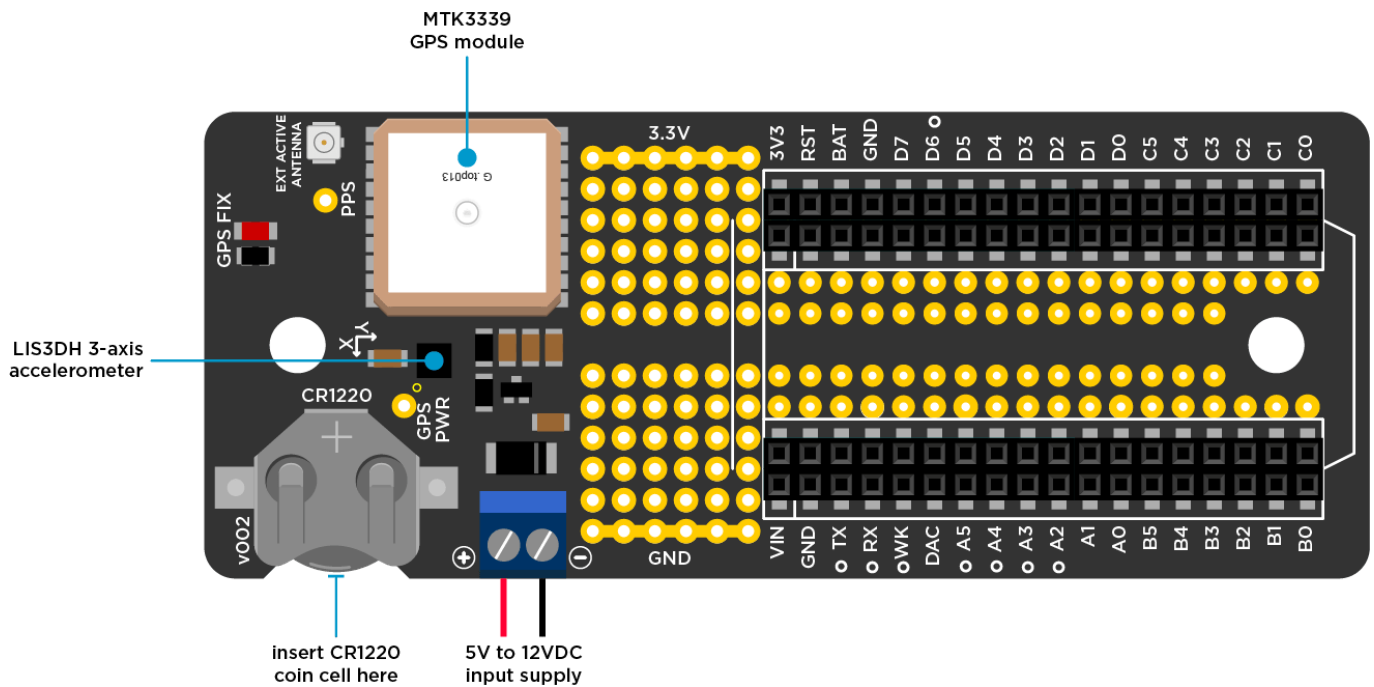 MTK3339
GPS module
EXT ACTIVE
ANTENNA
PPS
GPS FIX
G.top013
3.3V
3V3
RST
BAT
GND
D7
D6
D5
D4
D3
D2
D1
D0
C5
C4
C3
C2
C1
C0
LIS3DH 3-axis
accelerometer
Y
X
CR1220
GPS
PWR
+
v002
+
−
GND
VIN
GND
TX
RX
WK
DAC
A5
A4
A3
A2
A1
A0
B5
B4
B3
B2
B1
B0
insert CR1220
coin cell here
5V to 12VDC
input supply